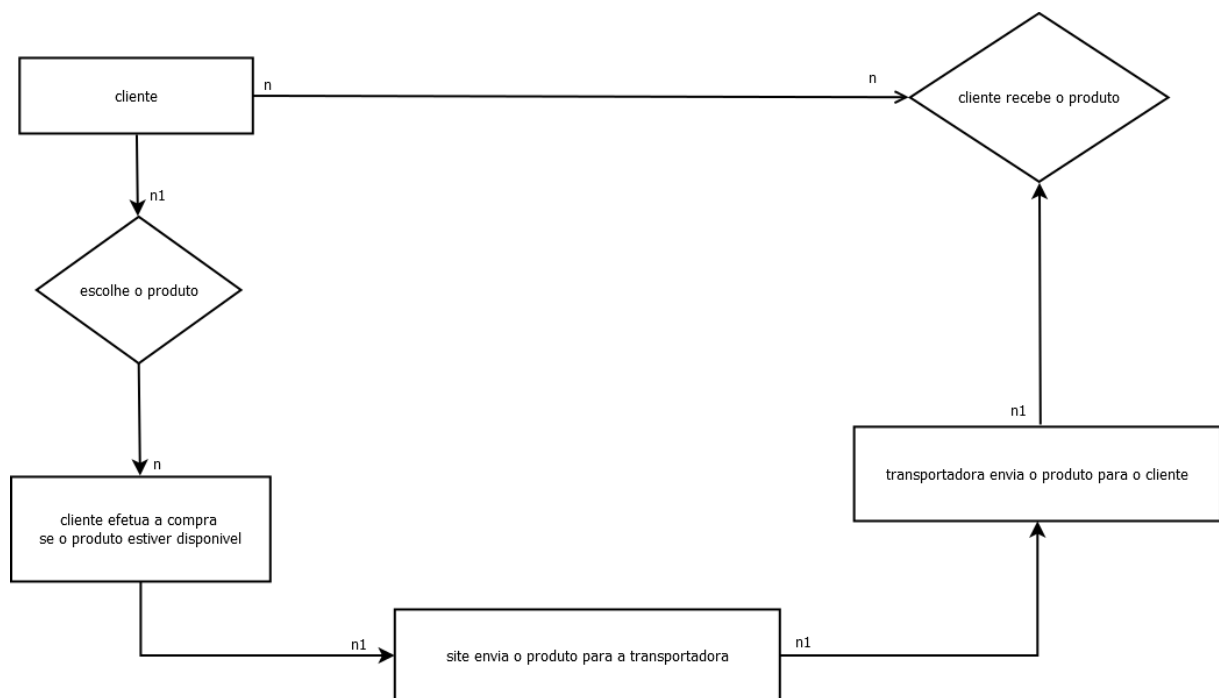 cliente
n
n
cliente recebe o produto
n1
escolhe o produto
n
cliente efetua a compra
se o produto estiver disponivel
n1
site envia o produto para a transportadora
n1
transportadora envia o produto para o cliente
n1